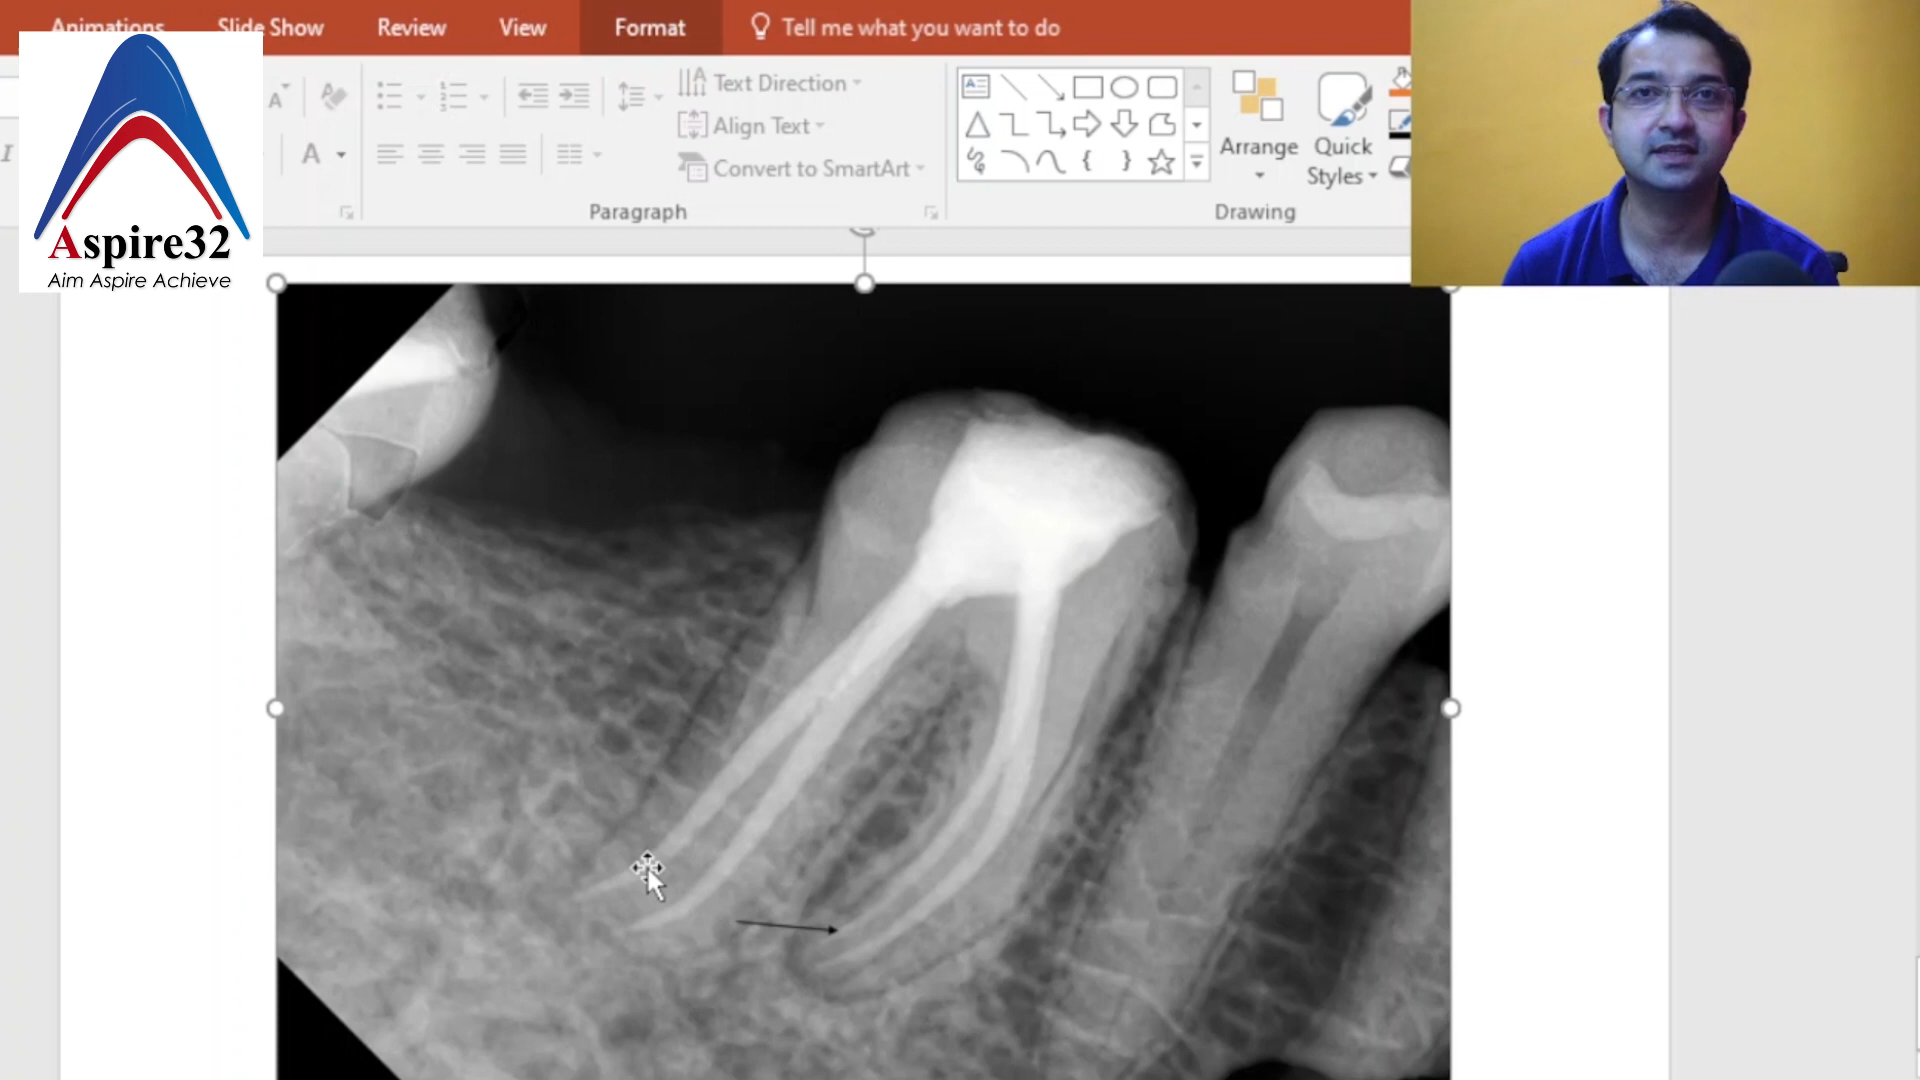 Animations Slide Show Review View Format Tell me what you want to do
Text Direction
Align Text
Convert to SmartArt
Paragraph
Arrange
Quick Styles
Drawing
Aspire32
Aim Aspire Achieve